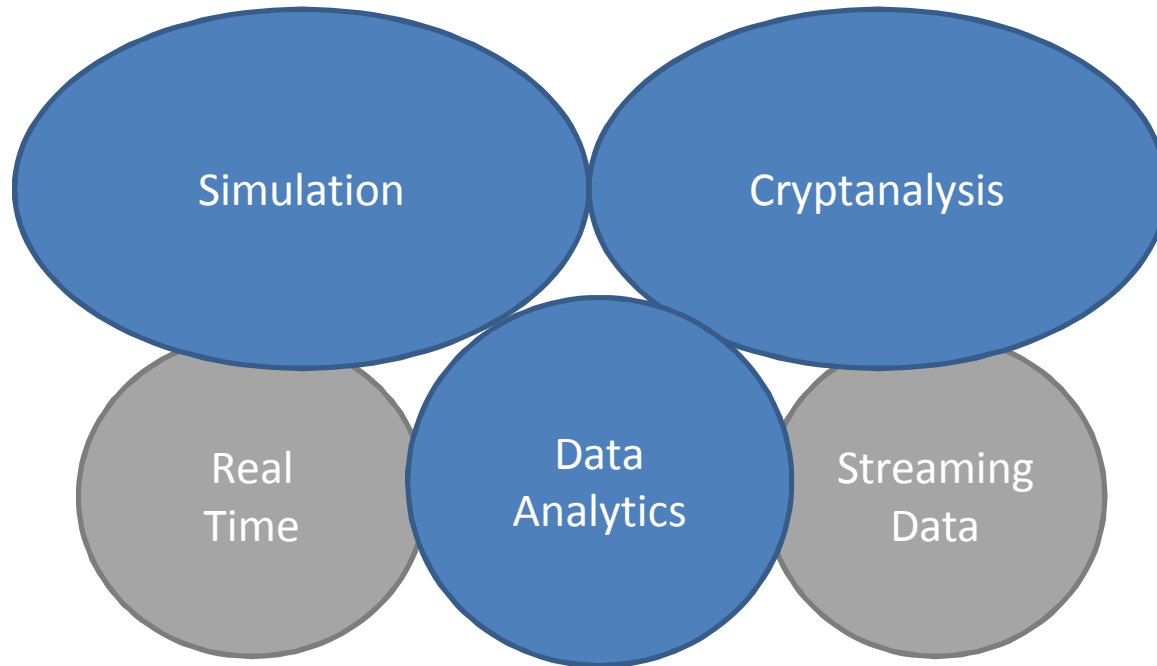 Simulation
Cryptanalysis
Real
Time
Data
Analytics
Streaming
Data